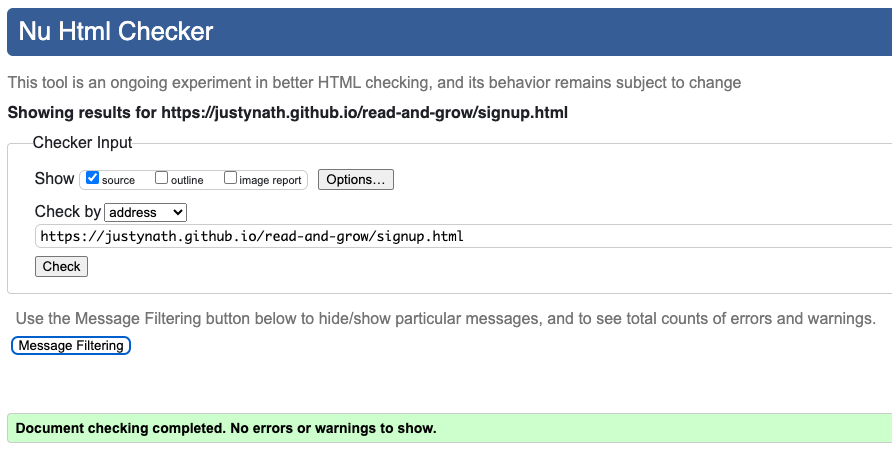 Nu Html Checker
This tool is an ongoing experiment in better HTML checking, and its behavior remains subject to change
Showing results for https://justynath.github.io/read-and-grow/signup.html
Checker Input
Show source outline image report Options...
Check by address
https://justynath.github.io/read-and-grow/signup.html
Check
Use the Message Filtering button below to hide/show particular messages, and to see total counts of errors and warnings.
Message Filtering
Document checking completed. No errors or warnings to show.